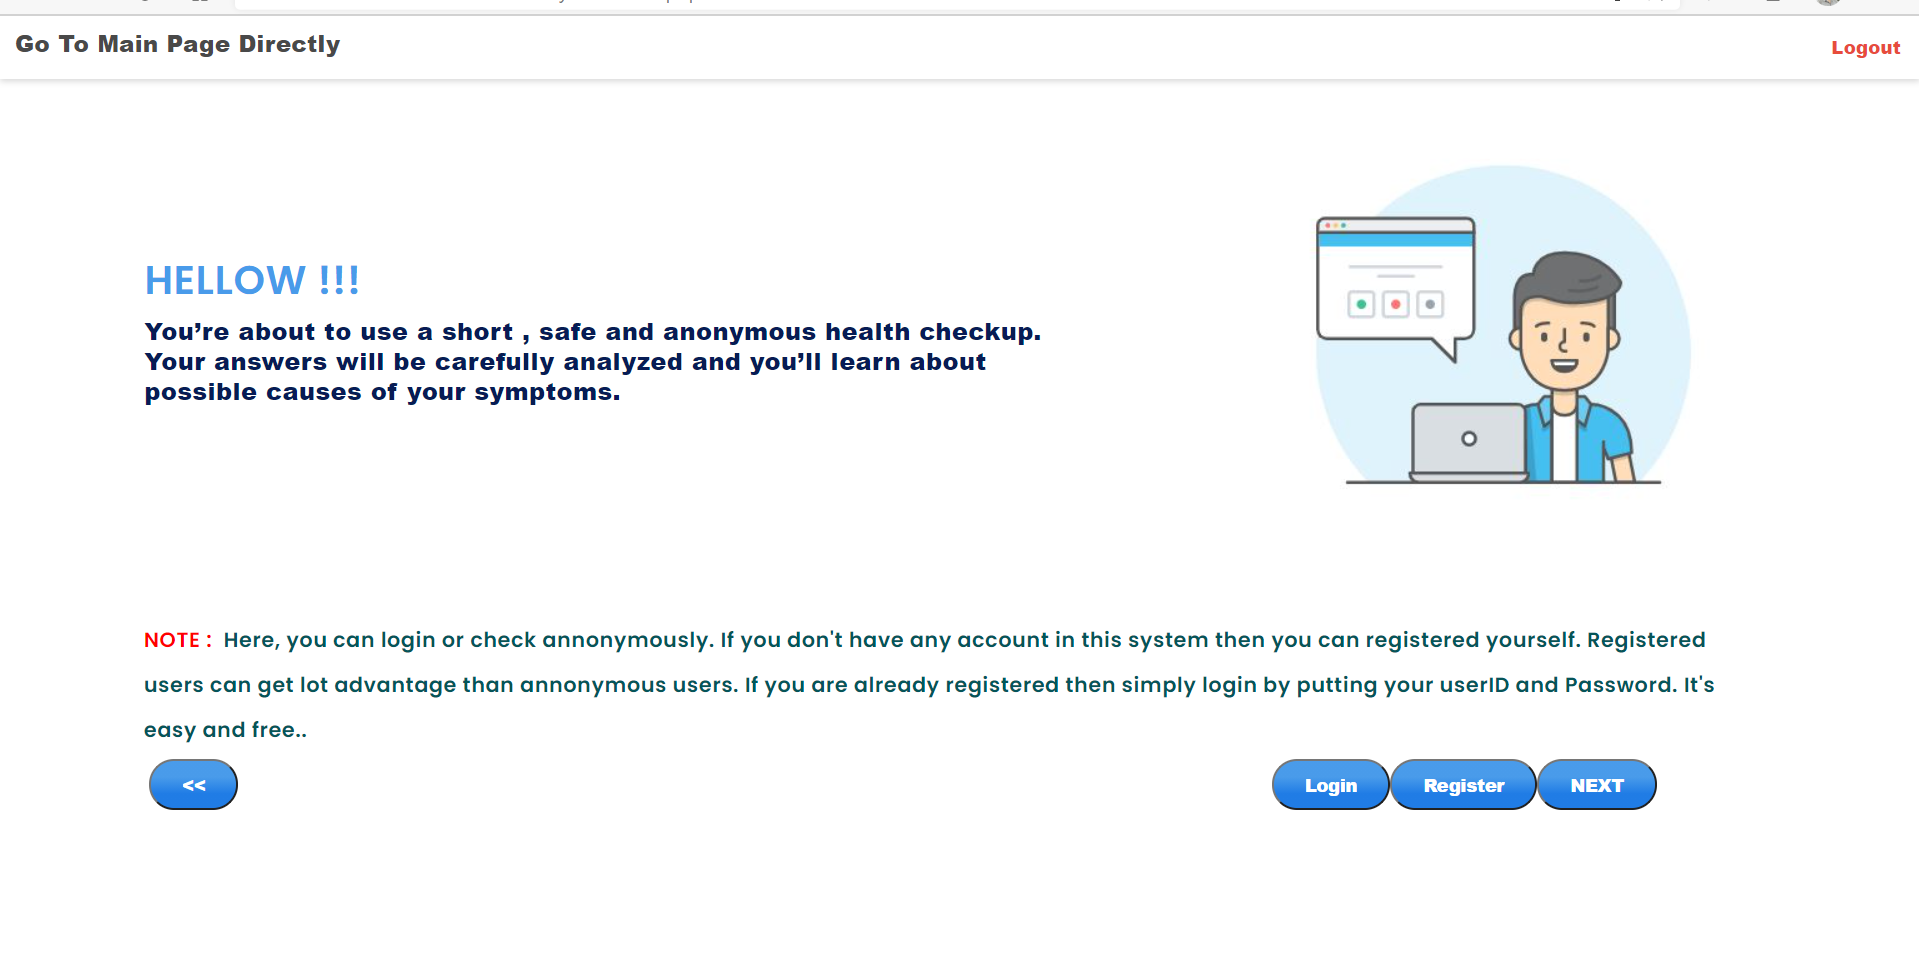 Go To Main Page Directly
Logout
HELLOW !!!
You’re about to use a short , safe and anonymous health checkup.
Your answers will be carefully analyzed and you’ll learn about
possible causes of your symptoms.
NOTE : Here, you can login or check annonymously. If you don't have any account in this system then you can registered yourself. Registered
users can get lot advantage than annonymous users. If you are already registered then simply login by putting your userID and Password. It's
easy and free..
<<
Login
Register
NEXT